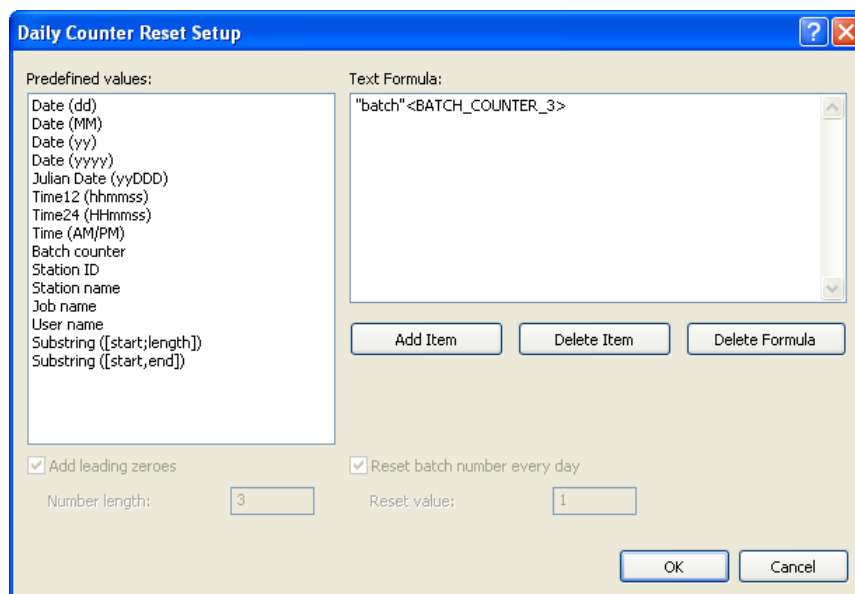 Daily Counter Reset Setup
Predefined values:
Date (dd)
Date (MM)
Date (yy)
Date (yyyy)
Julian Date (yyDDD)
Time12 (hhmmss)
Time24 (HHmmss)
Time (AM/PM)
Batch counter
Station ID
Station name
Job name
User name
Substring ([start;length])
Substring ([start,end])
Text Formula:
"batch"<BATCH_COUNTER_3>
Add Item
Delete Item
Delete Formula
Add leading zeroes
Number length:
3
Reset batch number every day
Reset value:
1
OK
Cancel